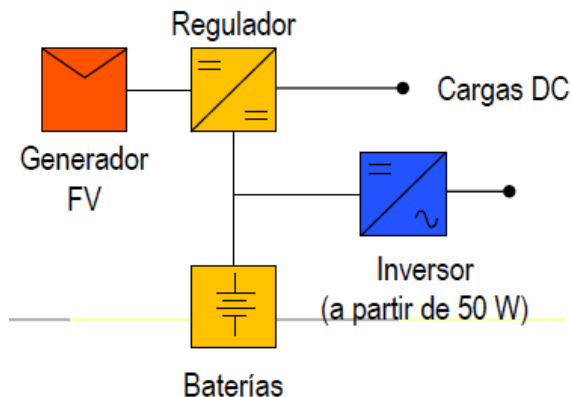 Regulador
Cargas DC
Generador
FV
Inversor
(a partir de 50 W)
Baterías